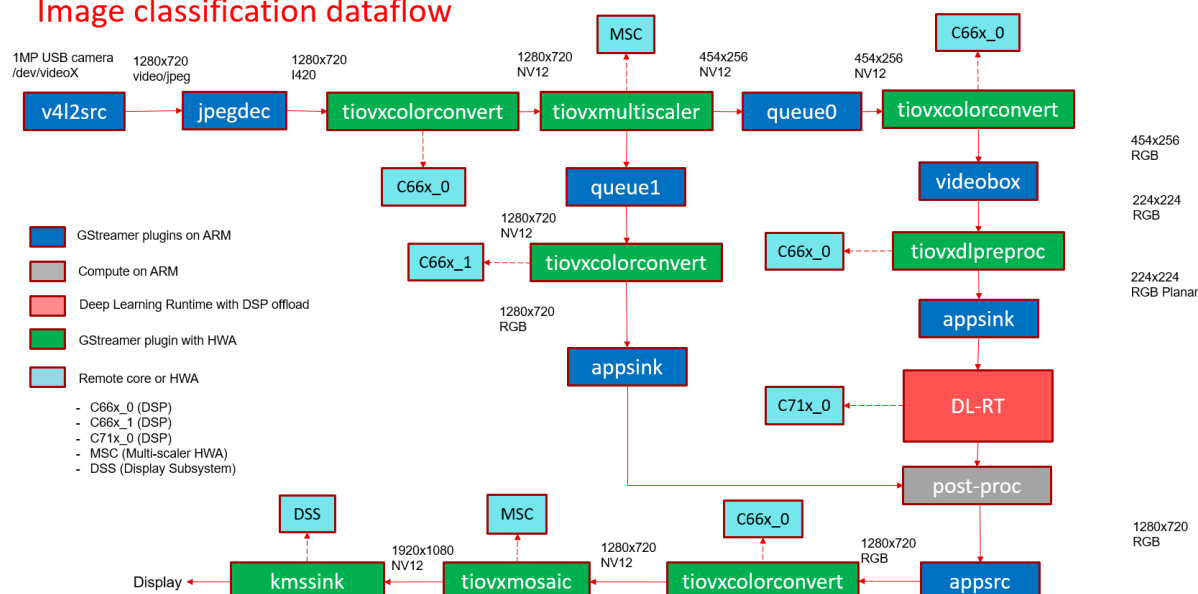 Image classification dataflow
1MP USB camera
/dev/videoX
1280x720
video/jpeg
1280x720
I420
1280x720
NV12
MSC
454x256
NV12
454x256
NV12
C66x_0
v4l2src
jpegdec
tiovxcolorconvert
tiovxmultiscaler
queue0
tiovxcolorconvert
454x256
RGB
C66x_0
queue1
videobox
224x224
RGB
1280x720
NV12
C66x_1
tiovxcolorconvert
C66x_0
tiovxdlpreproc
224x224
RGB Planar
GStreamer plugins on ARM
Compute on ARM
Deep Learning Runtime with DSP offload
GStreamer plugin with HWA
Remote core or HWA
- C66x_0 (DSP)
- C66x_1 (DSP)
- C71x_0 (DSP)
- MSC (Multi-scaler HWA)
- DSS (Display Subsystem)
1280x720
RGB
appsink
appsink
C71x_0
DL-RT
post-proc
DSS
MSC
C66x_0
1280x720
RGB
1920x1080
NV12
1280x720
NV12
1280x720
RGB
Display
kmssink
tiovxmosaic
tiovxcolorconvert
appsrc